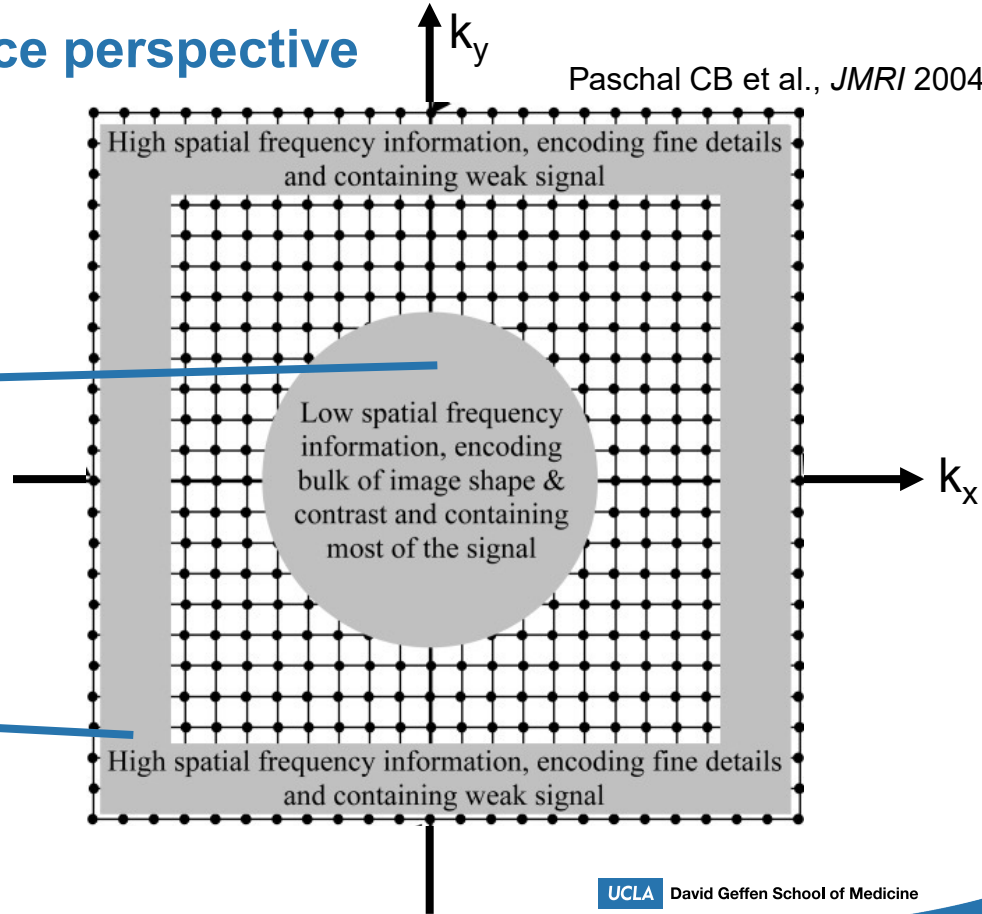 ce perspective
k_y
Paschal CB et al., JMRI 2004
High spatial frequency information, encoding fine details
and containing weak signal
Low spatial frequency
information, encoding
bulk of image shape &
contrast and containing
most of the signal
k_x
High spatial frequency information, encoding fine details
and containing weak signal
UCLA David Geffen School of Medicine